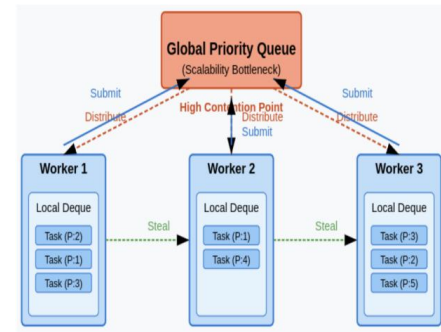 Global Priority Queue
(Scalability Bottleneck)
Submit
Submit
Distribute
High Contention Point
Distribute
Distribute
Submit
Worker 1
Worker 2
Worker 3
Local Deque
Local Deque
Local Deque
Task (P:2)
Task (P:1)
Task (P:3)
Steal
Steal
Task (P:1)
Task (P:4)
Task (P:2)
Task (P:3)
Task (P:5)